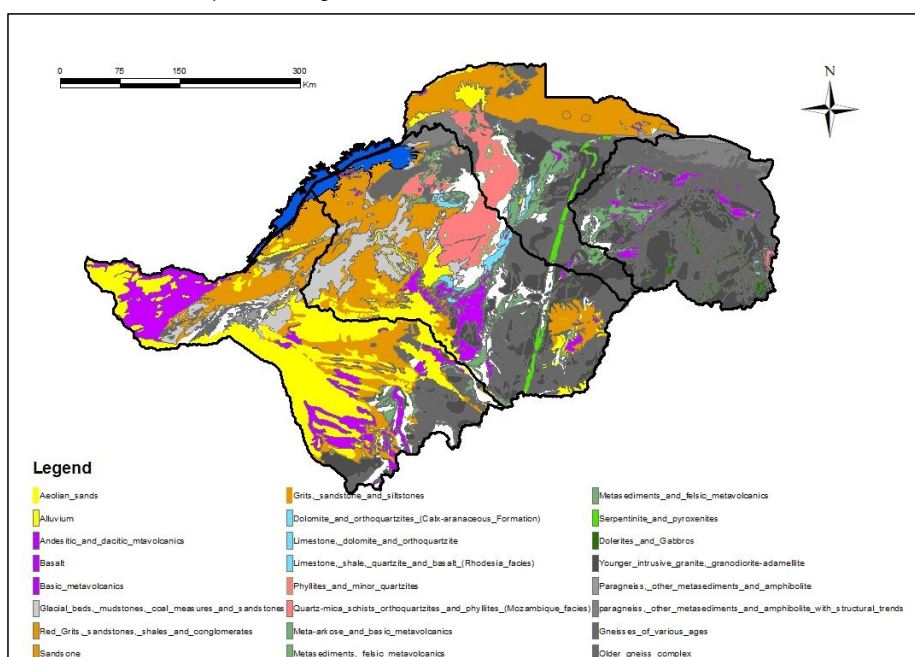 0 75 150 300
Km
N
Legend
Aeolian_sands
Alluvium
Andesitic_and_dacitic_mtavolcanics
Basalt
Basic_metavolcanics
Glacial_beds,_mudstones,_coal_measures_and_sandstones
Red_Grits,_sandstones,_shales_and_conglomerates
Sandsone
Grits,_sandstone_and_siltstones
Dolomite_and_orthoquartzites_(Calx-aranaceous_Formation)
Limestone,_dolomite_and_orthoquartzite
Limestone,_shale,_quartzite_and_basalt_(Rhodesia_facies)
Phyllites_and_minor_quartzites
Quartz-mica_schists_orthoquartzites_and_phyllites_(Mozambique_facies)
Meta-arkose_and_basic_metavolcanics
Metasediments,_felsic_metavolcanics
Metasediments_and_felsic_metavolcanics
Serpentinite_and_pyroxenites
Dolerites_and_Gabbros
Younger_intrusive_granite,_granodiorite-adamellite
Paragneiss,_other_metasediments_and_amphibolite
paragneiss,_other_metasediments_and_amphibolite_with_structural_trends
Gneisses_of_various_ages
Older_gneiss_complex